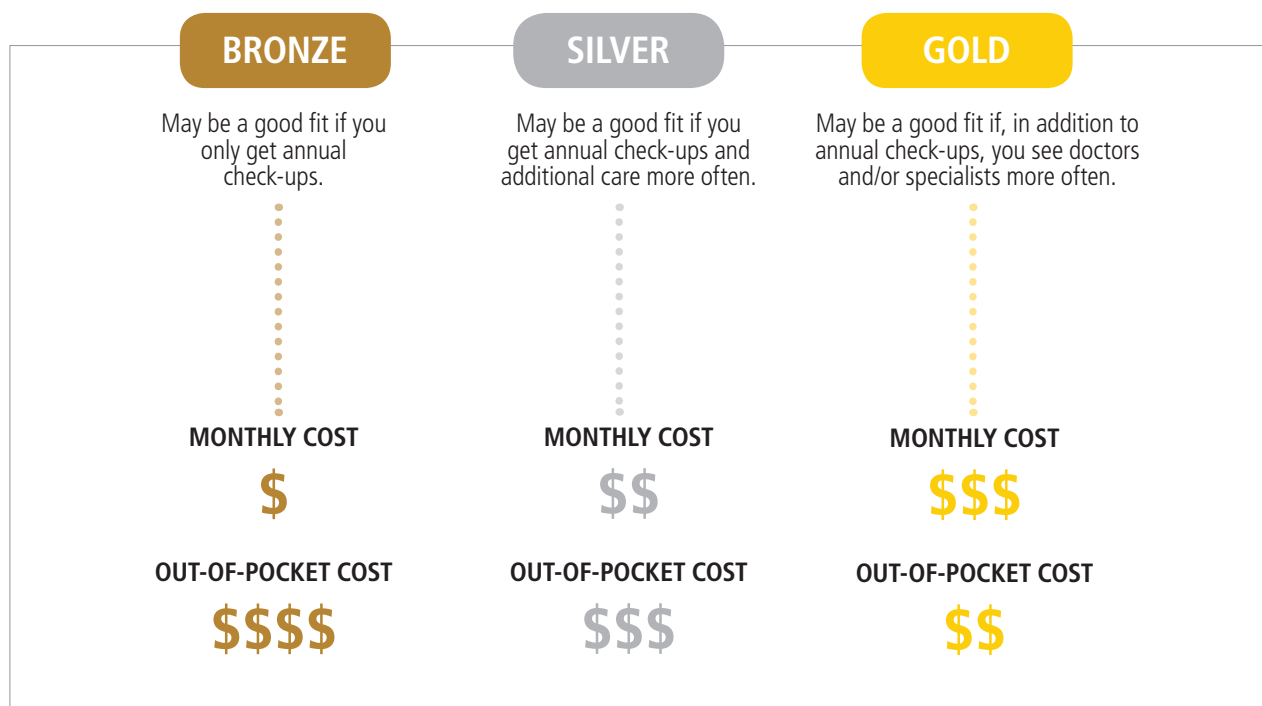 BRONZE
May be a good fit if you
only get annual
check-ups.
MONTHLY COST
$
OUT-OF-POCKET COST
$$$$
SILVER
May be a good fit if you
get annual check-ups and
additional care more often.
MONTHLY COST
$$
OUT-OF-POCKET COST
$$$
GOLD
May be a good fit if, in addition to
annual check-ups, you see doctors
and/or specialists more often.
MONTHLY COST
$$$
OUT-OF-POCKET COST
$$